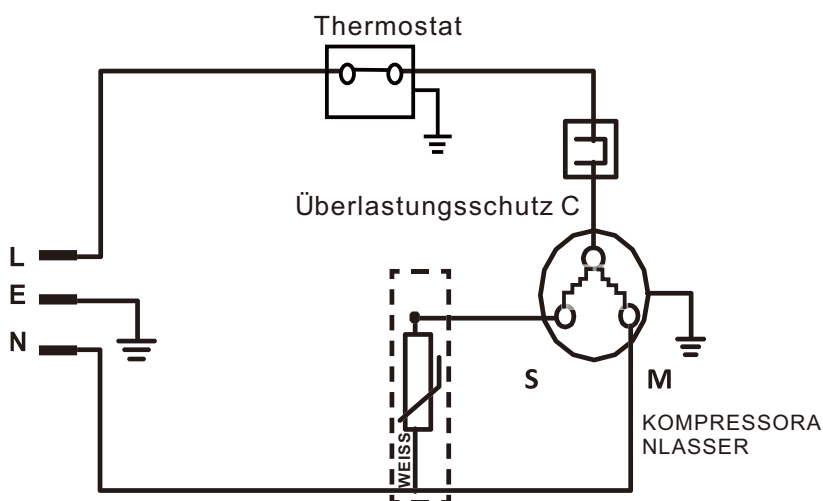 Thermostat
Überlastungsschutz C
L
E
N
S
M
WEISS
KOMPRESSORA
NLASSER